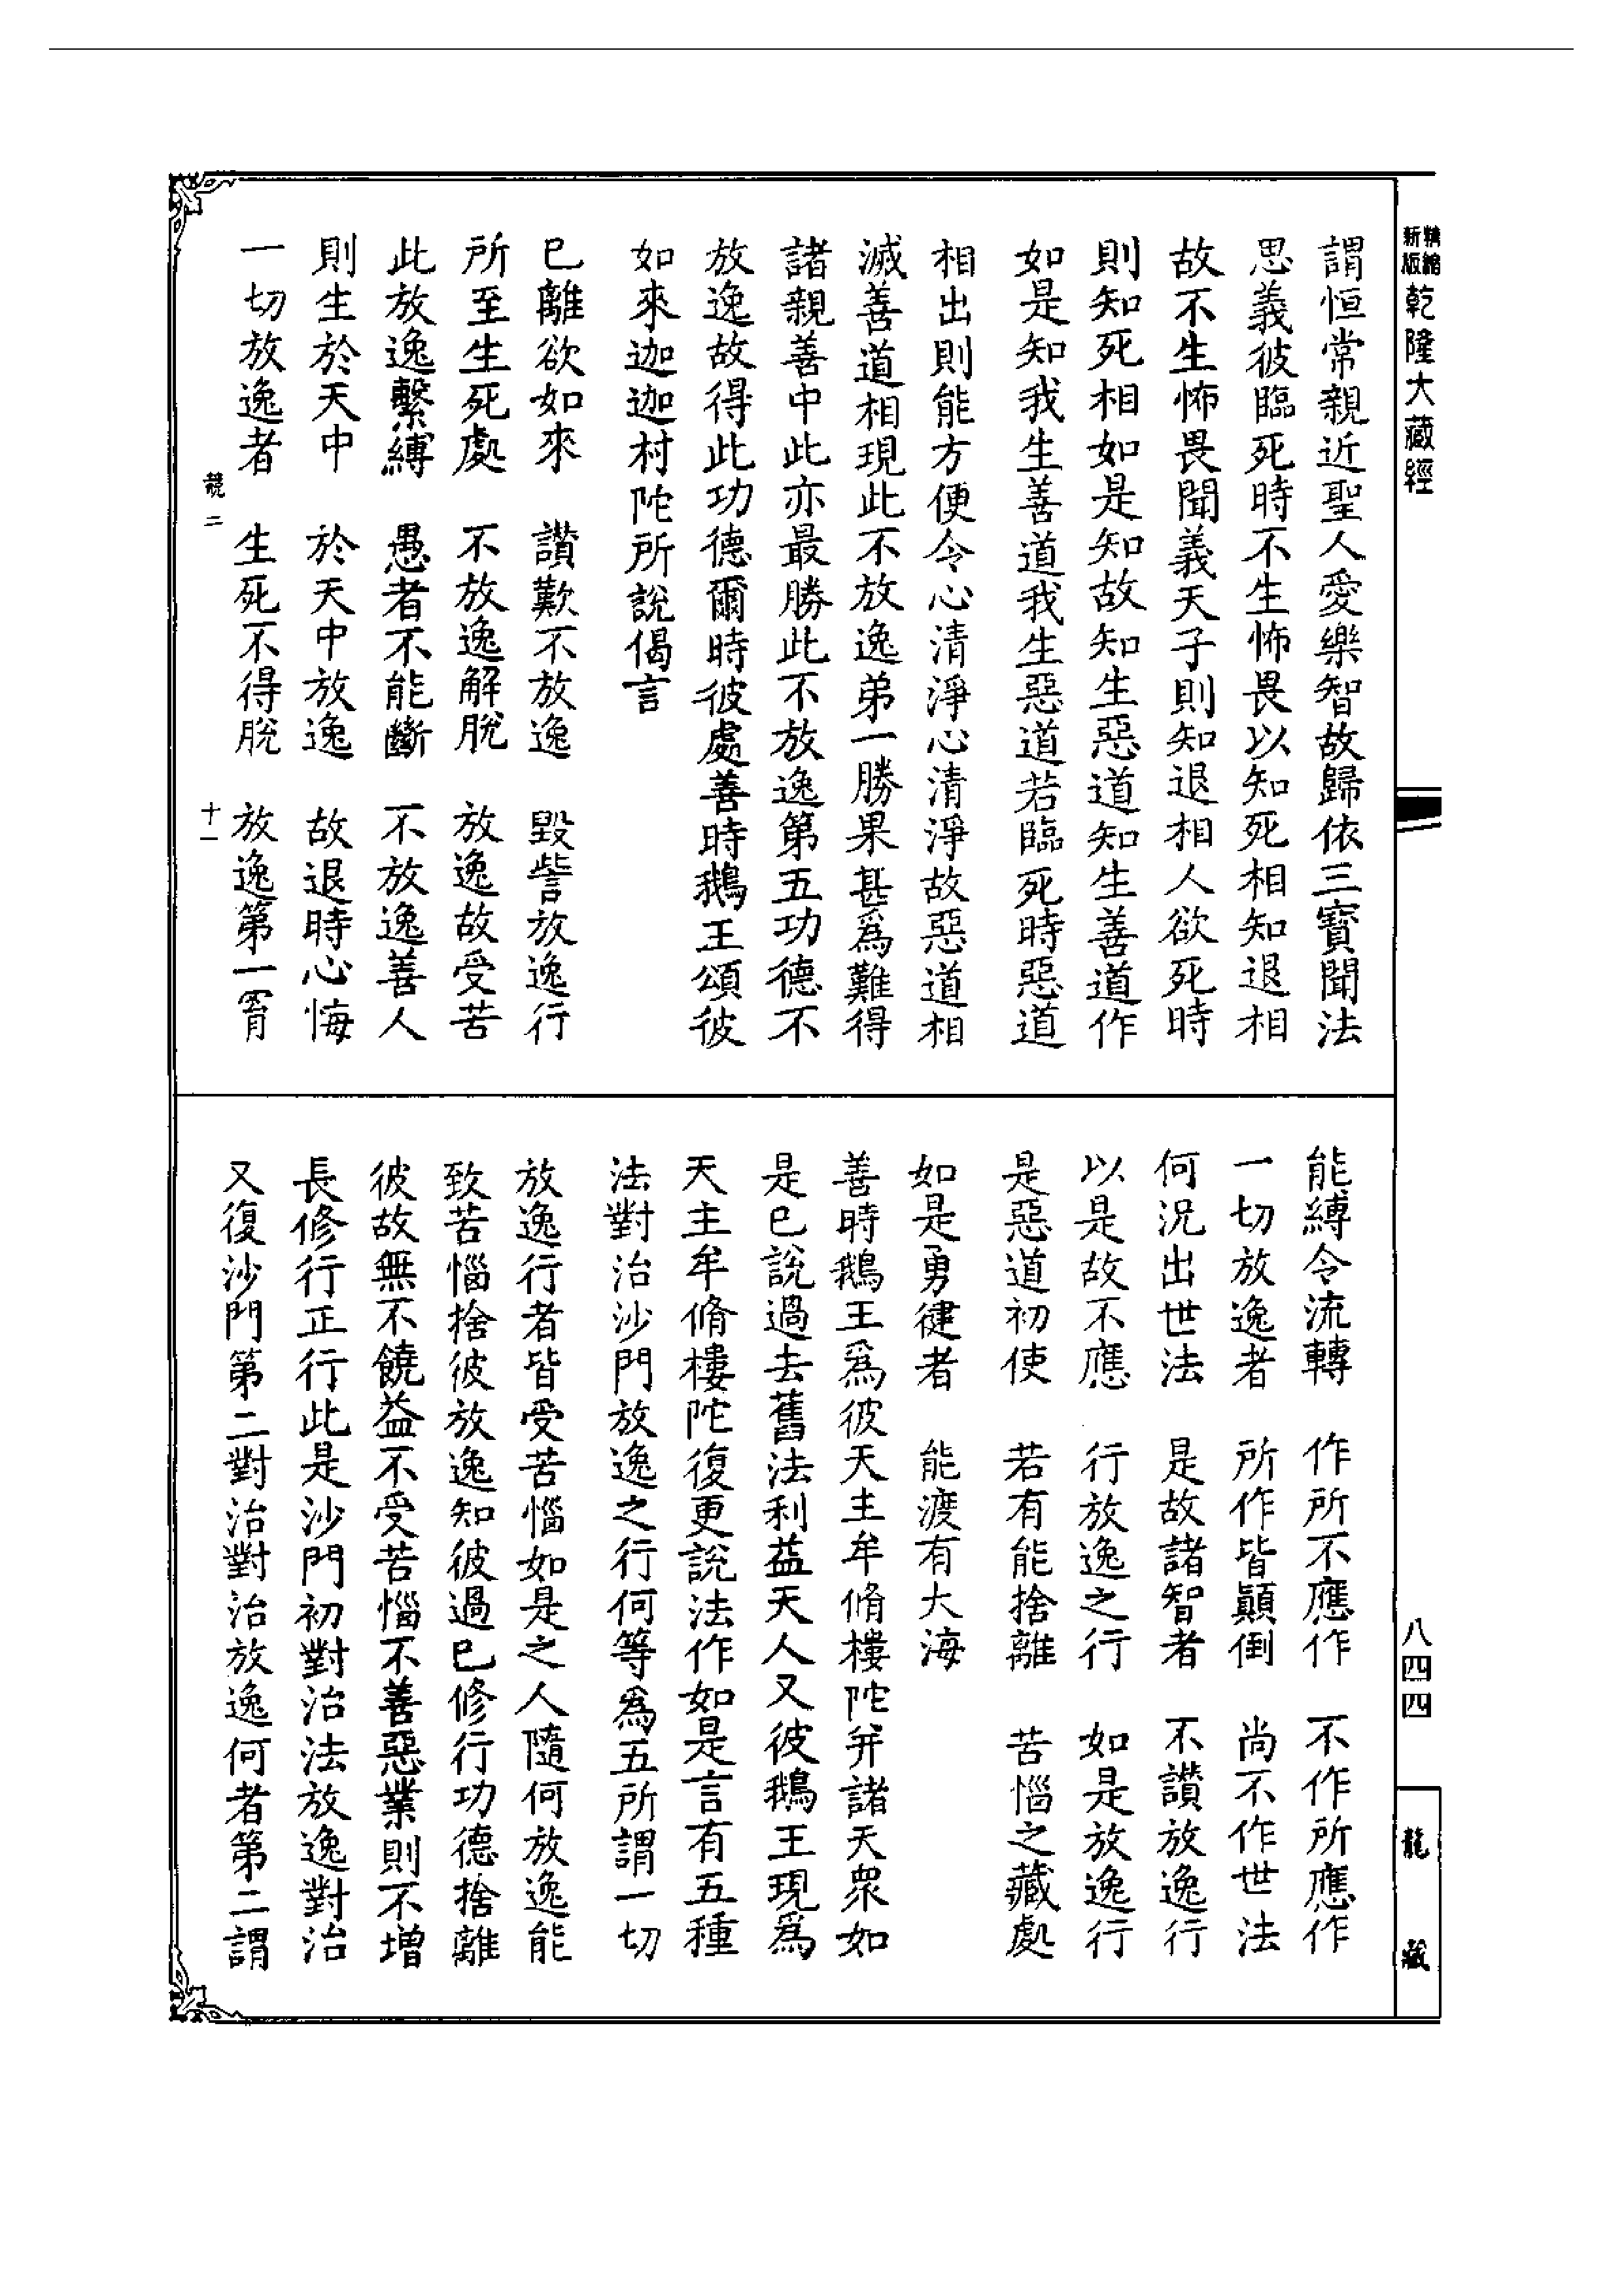 精縮新版乾隆大藏經
謂恒常親近聖人愛樂智故歸依三寶聞法
思義彼臨死時不生怖畏以知死相知退相
故不生怖畏聞義天子則知退相人欲死時
則知死相如是知故知生惡道知生善道作
如是知我生善道我生惡道若臨死時惡道
相出則能方便令心清淨心清淨故惡道相
滅善道相現此不放逸弟一勝果甚爲難得
諸親善中此亦最勝此不放逸第五功德不
放逸故得此功德爾時彼處善時鵝王頌彼
如來迦迦村陀所說偈言
已離欲如來　讃歎不放逸　毀訾放逸行
所至生死處　不放逸解脫　放逸故受苦
此放逸繫縛　愚者不能斷　不放逸善人
則生於天中　於天中放逸　故退時心悔
一切放逸者　生死不得脫　放逸第一罥
競二　十一
能縛令流轉　作所不應作　不作所應作
一切放逸者　所作皆顛倒　尚不作世法
何況出世法　是故諸智者　不讃放逸行
以是故不應　行放逸之行　如是放逸行
是惡道初使　若有能捨離　苦惱之藏處
如是勇健者　能渡有大海
善時鵝王爲彼天主牟脩樓陀并諸天衆如
是已說過去舊法利益天人又彼鵝王現爲
天主牟脩樓陀復更說法作如是言有五種
法對治沙門放逸之行何等爲五所謂一切
放逸行者皆受苦惱如是之人隨何放逸能
致苦惱捨彼放逸知彼過已修行功德捨離
彼故無不饒益不受苦惱不善惡業則不增
長修行正行此是沙門初對治法放逸對治
又復沙門第二對治對治放逸何者第二謂
八四四
龍藏